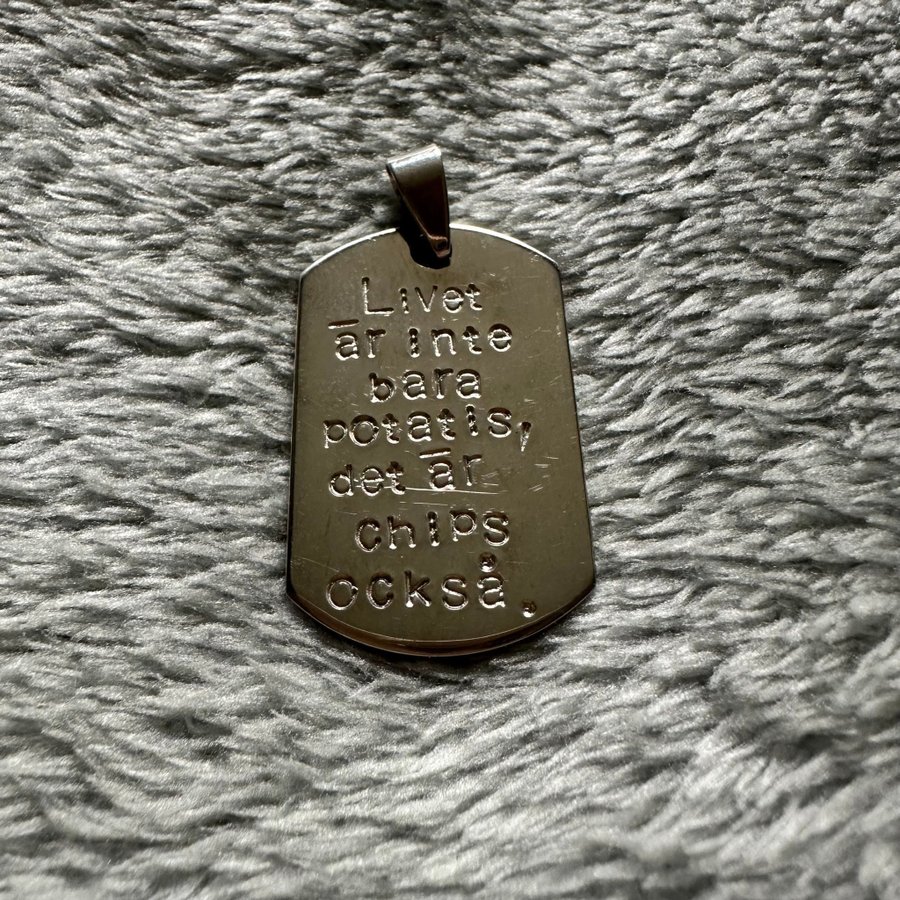 Livet
är inte
bara
potatis,
det är
chips
också.